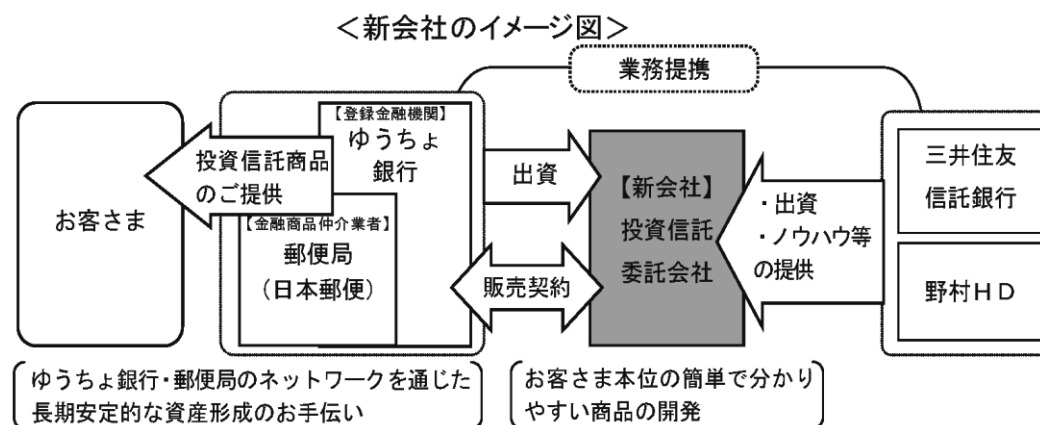 ＜新会社のイメージ図＞
業務提携
お客さま
投資信託商品
のご提供
【登録金融機関】
ゆうちょ
銀行
【金融商品仲介業者】
郵便局
（日本郵便）
出資
販売契約
【新会社】
投資信託
委託会社
・出資
・ノウハウ等
の提供
三井住友
信託銀行
野村ＨＤ
ゆうちょ銀行・郵便局のネットワークを通じた
長期安定的な資産形成のお手伝い
お客さま本位の簡単で分かり
やすい商品の開発